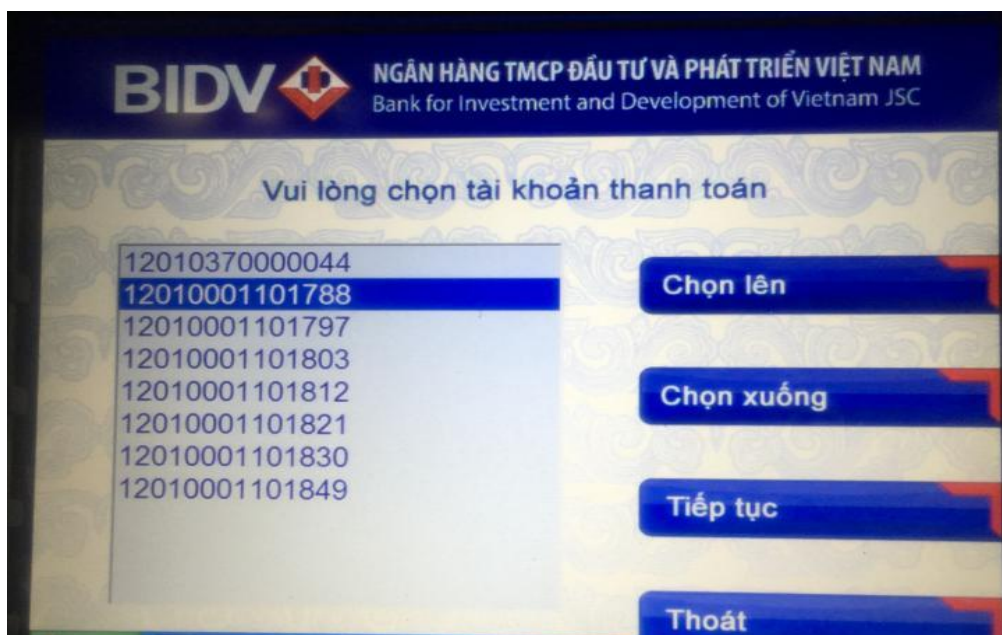 BIDV
NGÂN HÀNG TMCP ĐẦU TƯ VÀ PHÁT TRIỂN VIỆT NAM
Bank for Investment and Development of Vietnam JSC
Vui lòng chọn tài khoản thanh toán
12010370000044
12010001101788
12010001101797
12010001101803
12010001101812
12010001101821
12010001101830
12010001101849
Chọn lên
Chọn xuống
Tiếp tục
Thoát